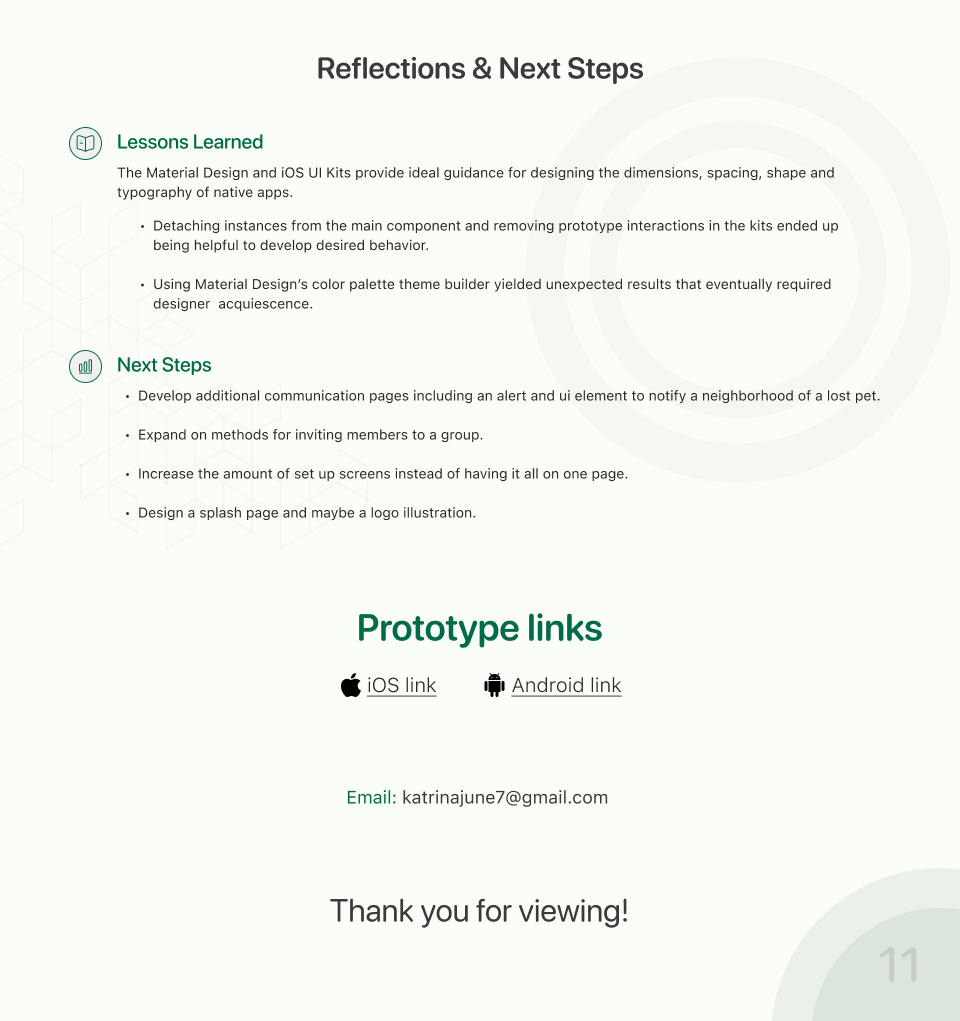 Reflections & Next Steps
Lessons Learned
The Material Design and iOS UI Kits provide ideal guidance for designing the dimensions, spacing, shape and
typography of native apps.
• Detaching instances from the main component and removing prototype interactions in the kits ended up
being helpful to develop desired behavior.
• Using Material Design’s color palette theme builder yielded unexpected results that eventually required
designer  acquiescence.
Next Steps
• Develop additional communication pages including an alert and ui element to notify a neighborhood of a lost pet.
• Expand on methods for inviting members to a group.
• Increase the amount of set up screens instead of having it all on one page.
• Design a splash page and maybe a logo illustration.
Prototype links
iOS link Android link
Email: katrinajune7@gmail.com
Thank you for viewing!
11